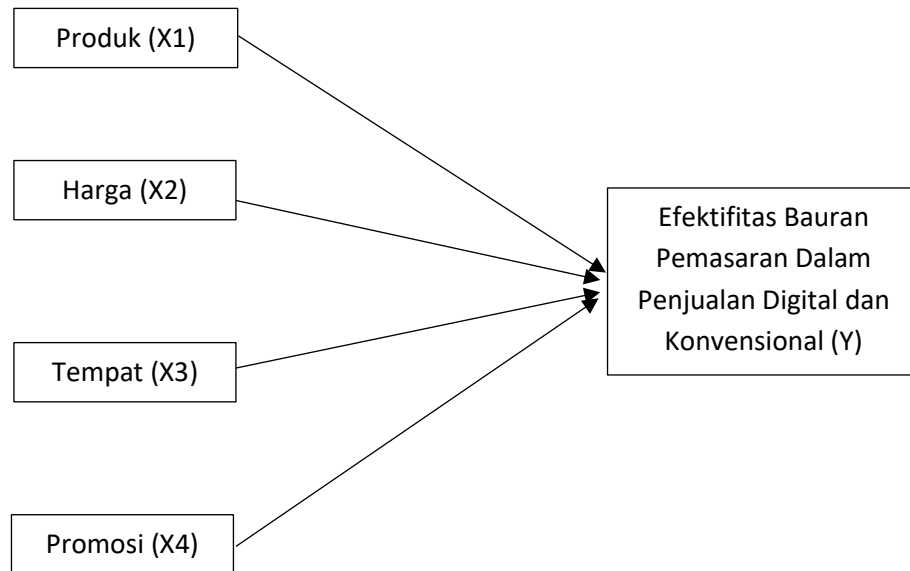 Produk (X1)
Harga (X2)
Efektifitas Bauran
Pemasaran Dalam
Penjualan Digital dan
Konvensional (Y)
Tempat (X3)
Promosi (X4)